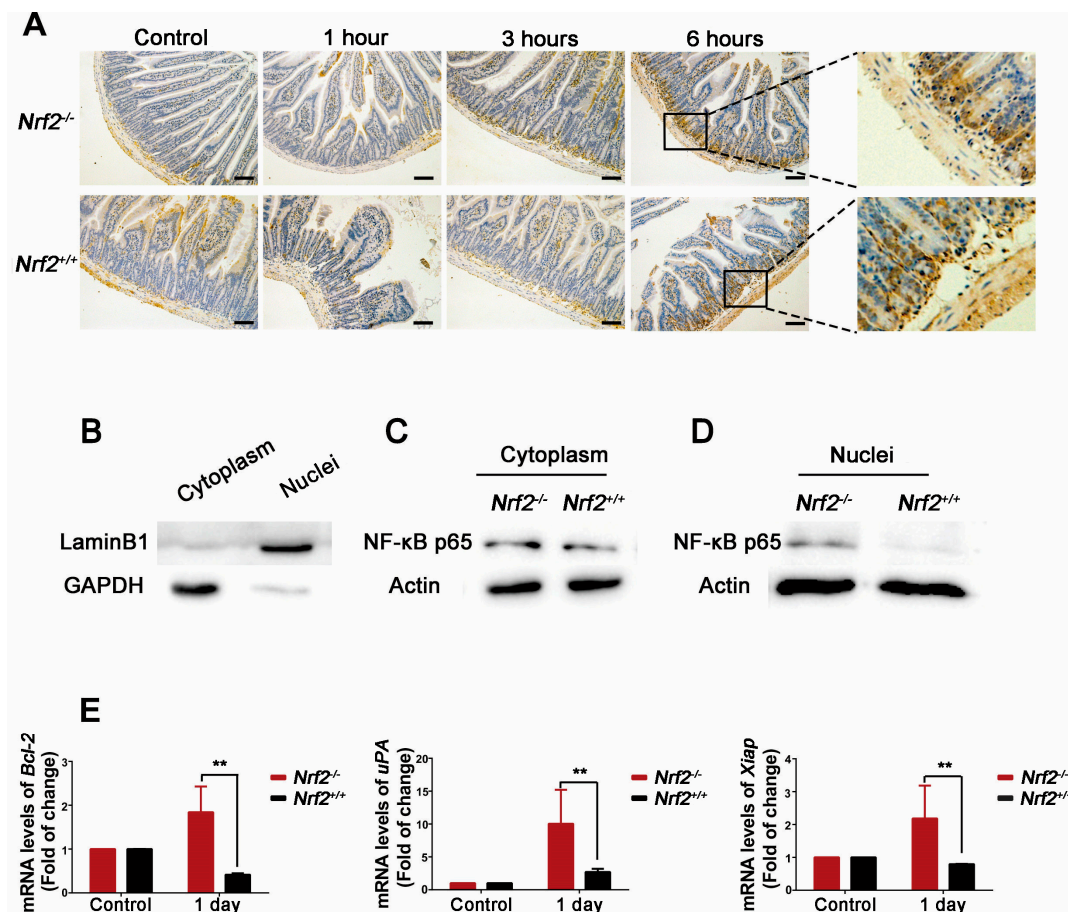 A
Control 1 hour 3 hours 6 hours
Nrf2-/-
Nrf2+/+
B
Cytoplasm Nuclei
LaminB1
GAPDH
C
Cytoplasm
Nrf2-/- Nrf2+/+
NF-κB p65
Actin
D
Nuclei
Nrf2-/- Nrf2+/+
NF-κB p65
Actin
E
mRNA levels of Bcl-2
(Fold of change)
3
2
1
0
**
Nrf2-/-
Nrf2+/+
Control 1 day
mRNA levels of uPA
(Fold of change)
20
15
10
5
0
**
Nrf2-/-
Nrf2+/+
Control 1 day
mRNA levels of Xiap
(Fold of change)
4
3
2
1
0
**
Nrf2-/-
Nrf2+/+
Control 1 day